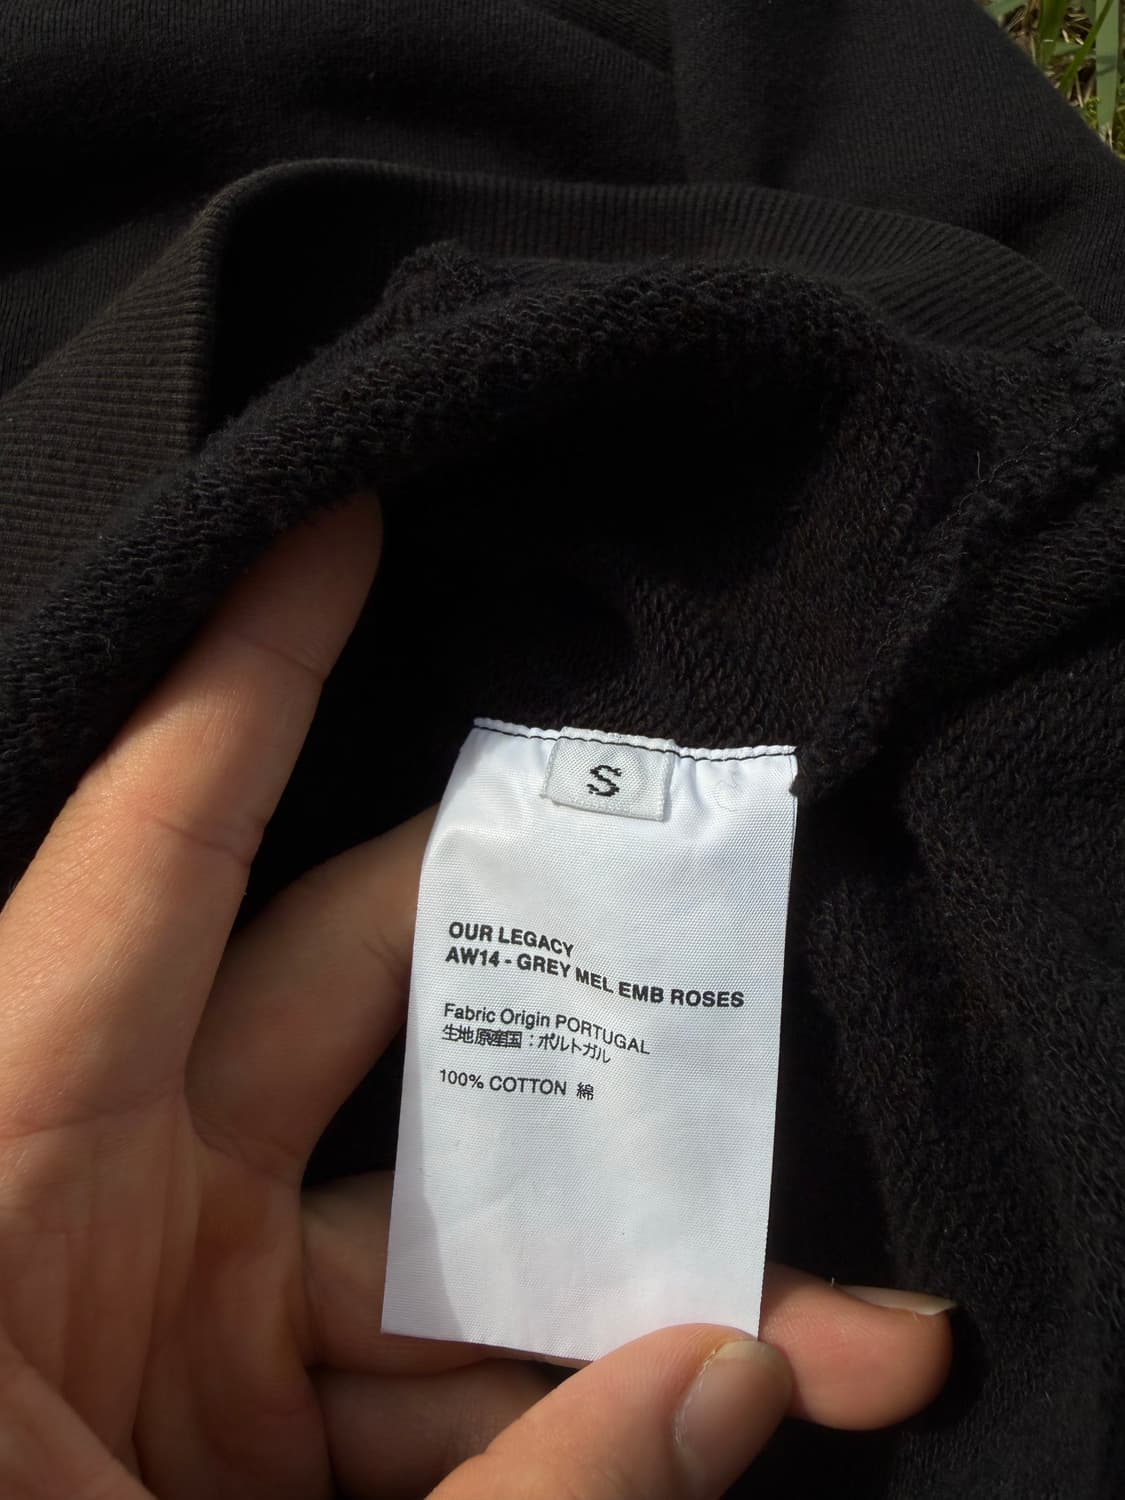 S
OUR LEGACY
AW14 - GREY MEL EMB ROSES
Fabric Origin PORTUGAL
生地原産国：ポルトガル
100% COTTON 綿